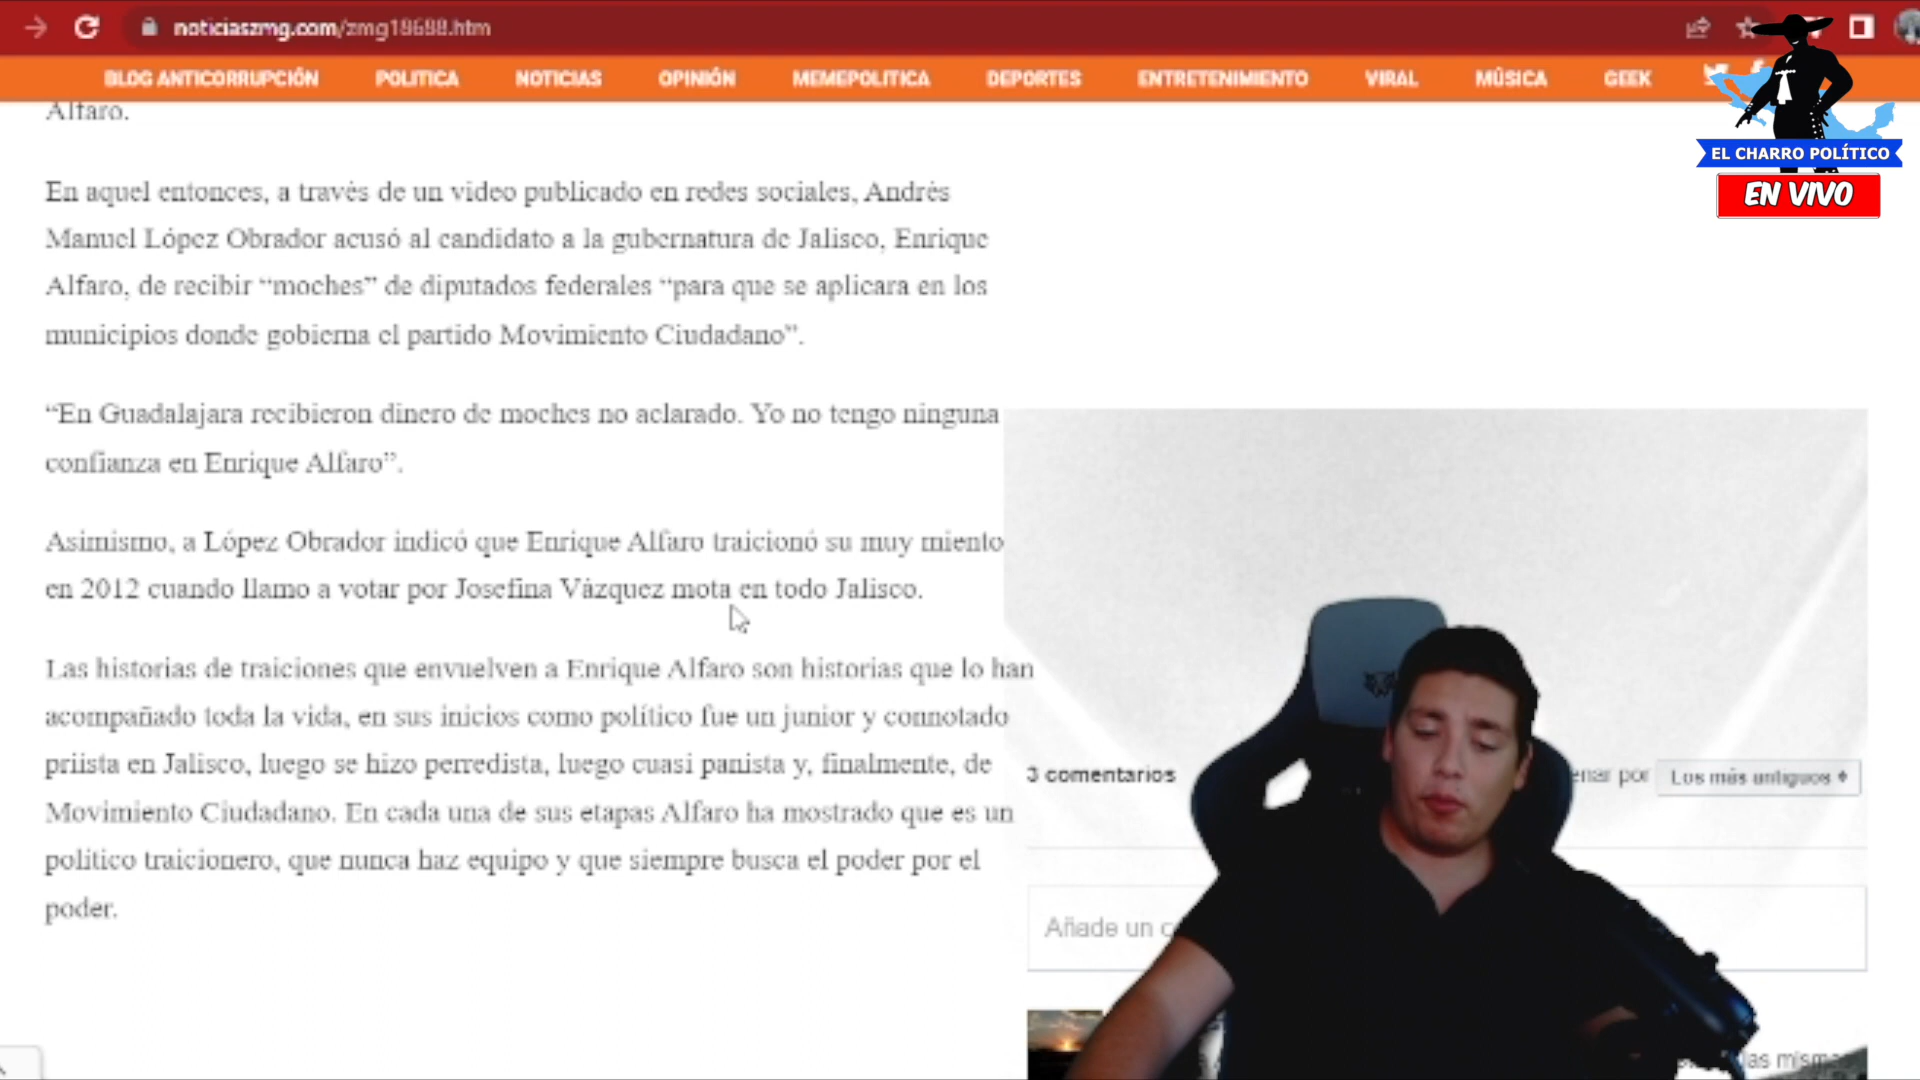 noticiaszmg.com/zmg18688.htm
BLOG ANTICORRUPCIÓN POLITICA NOTICIAS OPINIÓN MEMEPOLITICA DEPORTES ENTRETENIMIENTO VIRAL MÚSICA GEEK
Alfaro.
EL CHARRO POLÍTICO
EN VIVO
En aquel entonces, a través de un video publicado en redes sociales, Andrés
Manuel López Obrador acusó al candidato a la gubernatura de Jalisco, Enrique
Alfaro, de recibir “moches” de diputados federales “para que se aplicara en los
municipios donde gobierna el partido Movimiento Ciudadano”.
“En Guadalajara recibieron dinero de moches no aclarado. Yo no tengo ninguna
confianza en Enrique Alfaro”.
Asimismo, a López Obrador indicó que Enrique Alfaro traicionó su muy miento
en 2012 cuando llamo a votar por Josefina Vázquez mota en todo Jalisco.
Las historias de traiciones que envuelven a Enrique Alfaro son historias que lo han
acompañado toda la vida, en sus inicios como político fue un junior y connotado
priista en Jalisco, luego se hizo perredista, luego cuasi panista y, finalmente, de
Movimiento Ciudadano. En cada una de sus etapas Alfaro ha mostrado que es un
politico traicionero, que nunca haz equipo y que siempre busca el poder por el
poder.
3 comentarios
enar por Los más antiguos
Añade un c
las misma